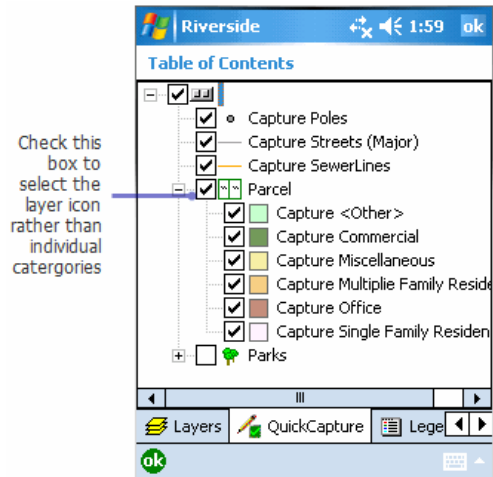 Riverside 1:59 ok
Table of Contents
Capture Poles
Capture Streets (Major)
Capture SewerLines
Parcel
Capture <Other>
Capture Commercial
Capture Miscellaneous
Capture Multiplie Family Reside
Capture Office
Capture Single Family Residen
Parks
Check this
box to
select the
layer icon
rather than
individual
catergories
Layers QuickCapture Lege
ok